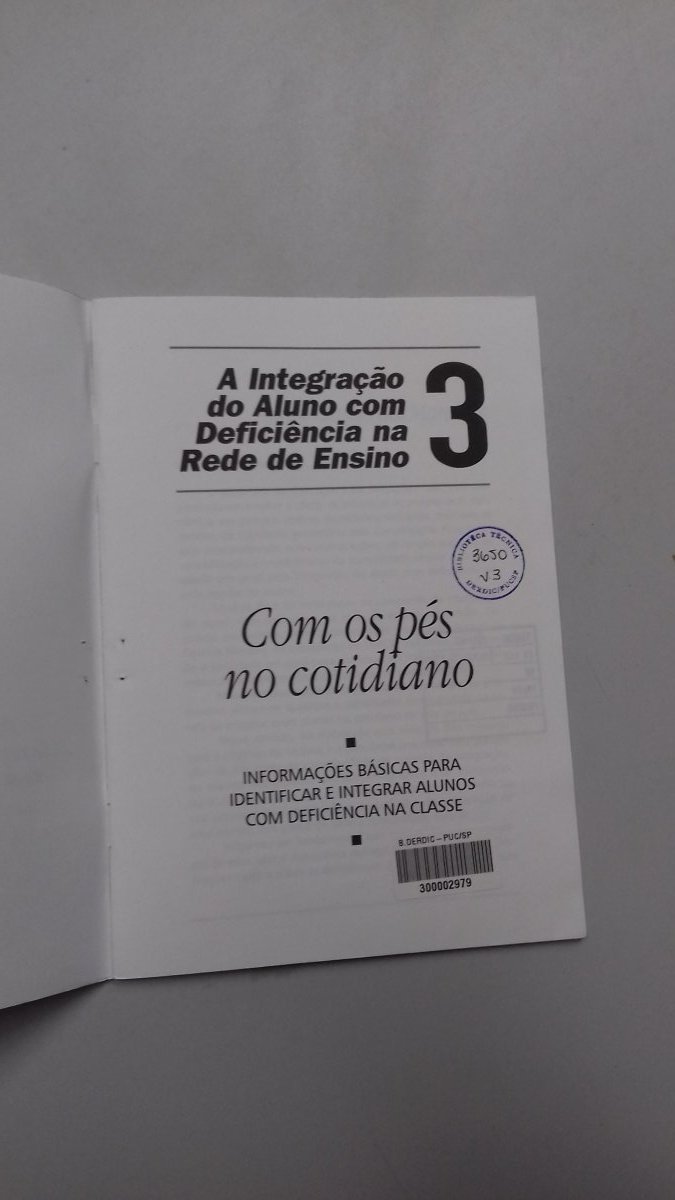 A Integração
do Aluno com
Deficiência na
Rede de Ensino
3
BIBLIOTÉCA TÉCNICA
3650
V3
DERDIC/PUCSP
Com os pés
no cotidiano
INFORMAÇÕES BÁSICAS PARA
IDENTIFICAR E INTEGRAR ALUNOS
COM DEFICIÊNCIA NA CLASSE
B.DERDIC-PUC/SP
300002979